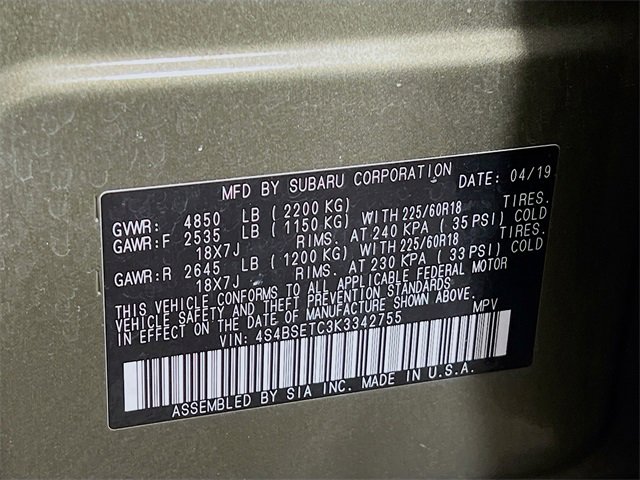 MFD BY SUBARU CORPORATION DATE: 04/19
GVWR: 4850 LB (2200 KG)
GAWR:F 2535 LB (1150 KG) WITH 225/60R18 TIRES.
18X7J RIMS. AT 240 KPA ( 35 PSI) COLD
GAWR:R 2645 LB (1200 KG) WITH 225/60R18 TIRES.
18X7J RIMS. AT 230 KPA ( 33 PSI) COLD
THIS VEHICLE CONFORMS TO ALL APPLICABLE FEDERAL MOTOR
VEHICLE SAFETY AND THEFT PREVENTION STANDARDS
IN EFFECT ON THE DATE OF MANUFACTURE SHOWN ABOVE.
VIN: 4S4BSETC3K3342755 MPV
ASSEMBLED BY SIA INC. MADE IN U.S.A.